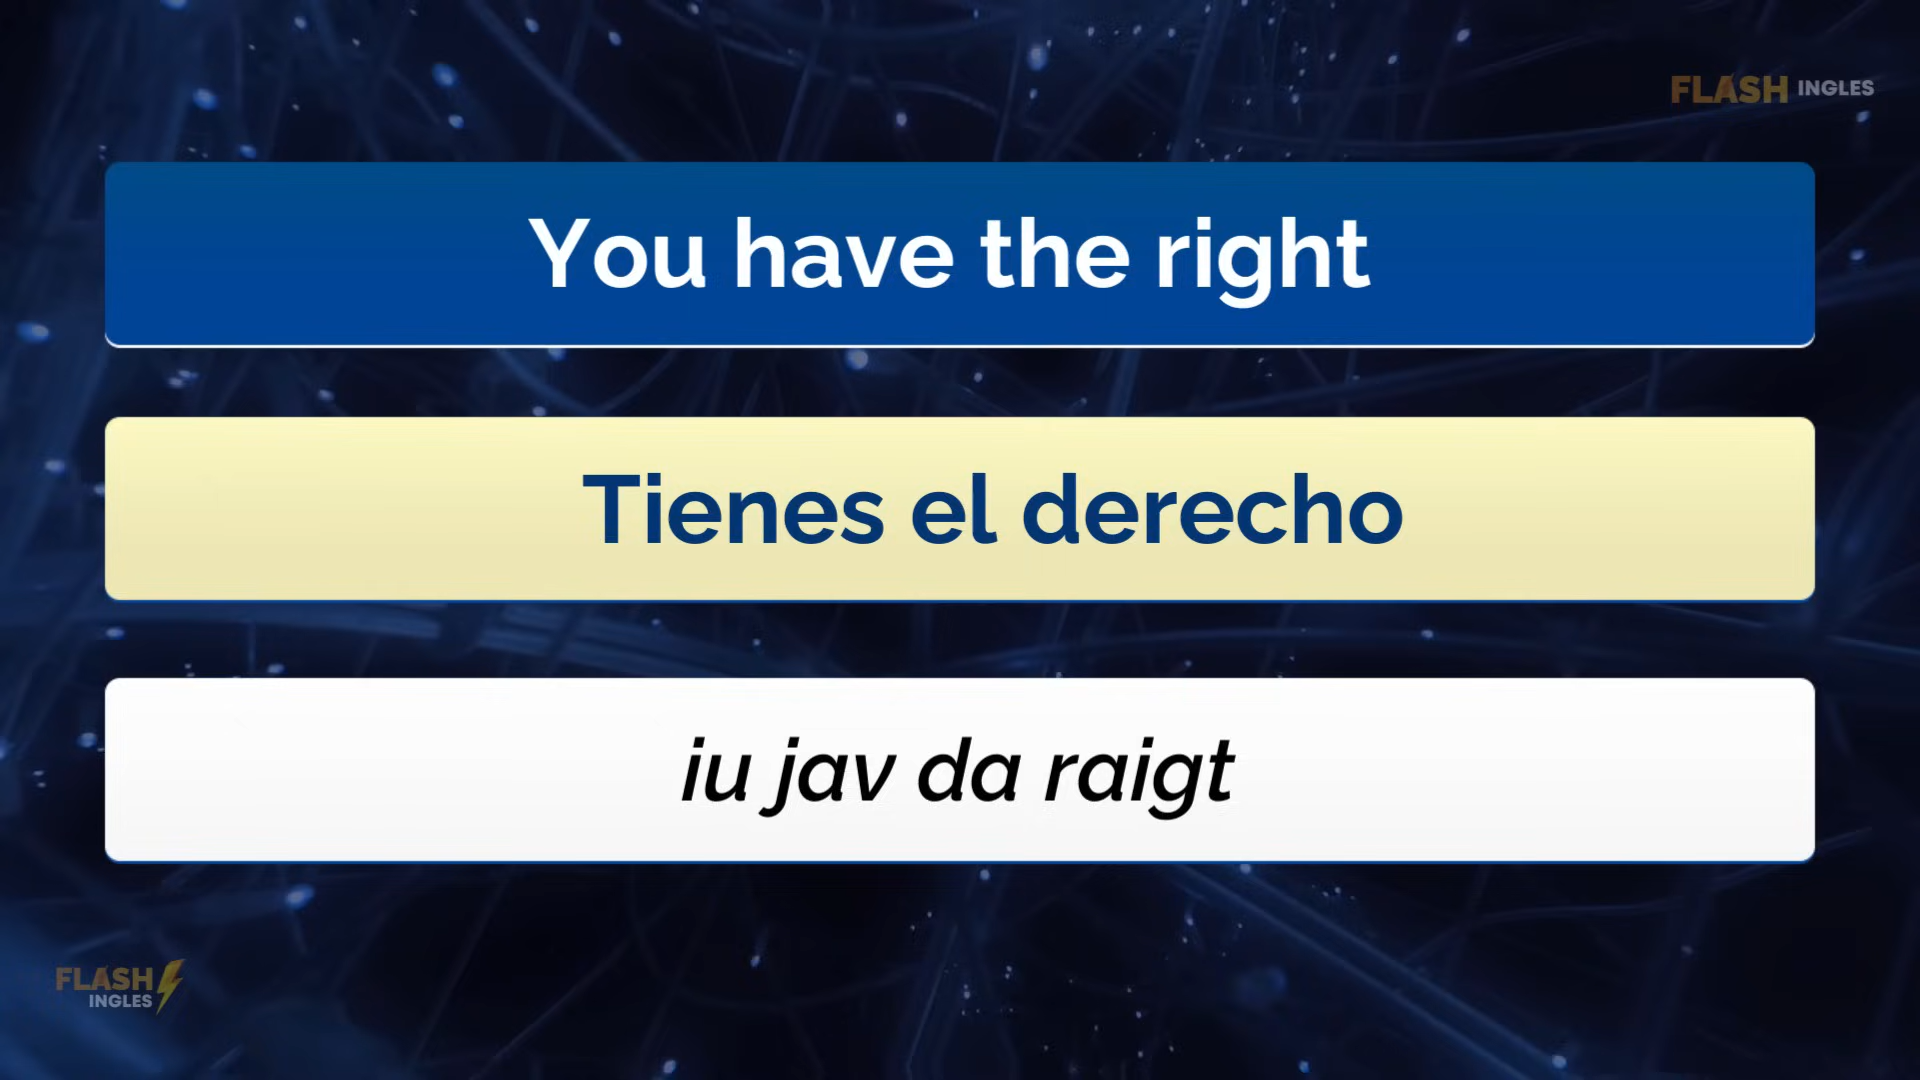 FLASH INGLES
You have the right
Tienes el derecho
iu jav da raigt
FLASH
INGLES